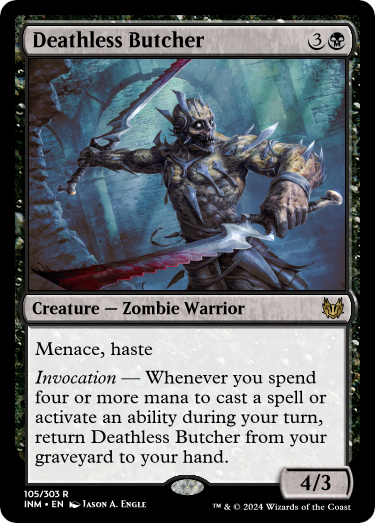 Deathless Butcher 3
Creature — Zombie Warrior
Menace, haste
Invocation — Whenever you spend
four or more mana to cast a spell or
activate an ability during your turn,
return Deathless Butcher from your
graveyard to your hand.
4/3
105/303 R
INM • EN Jason A. Engle
™ & © 2024 Wizards of the Coast